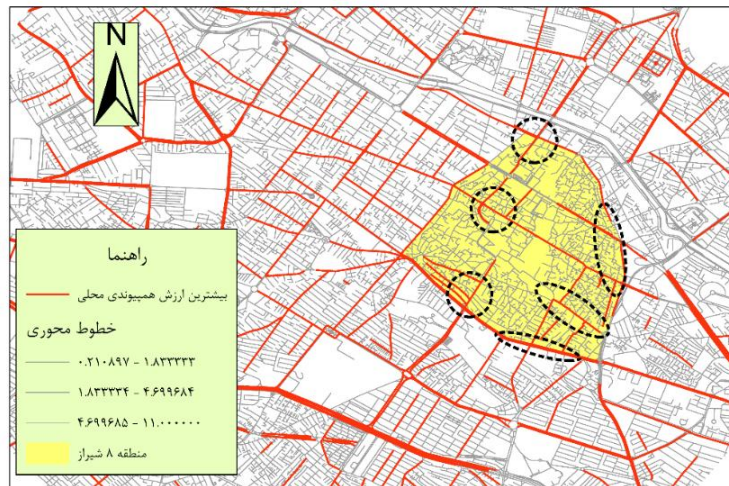 N
راهنما
بیشترین ارزش همپیوندی محلی
خطوط محوری
۰.۲۱۰۸۹۷ - ۱.۸۳۳۳۳۳
۱.۸۳۳۳۳۴ - ۴.۶۹۹۶۸۴
۴.۶۹۹۶۸۵ - ۱۱.۰۰۰۰۰۰
منطقه ۸ شیراز